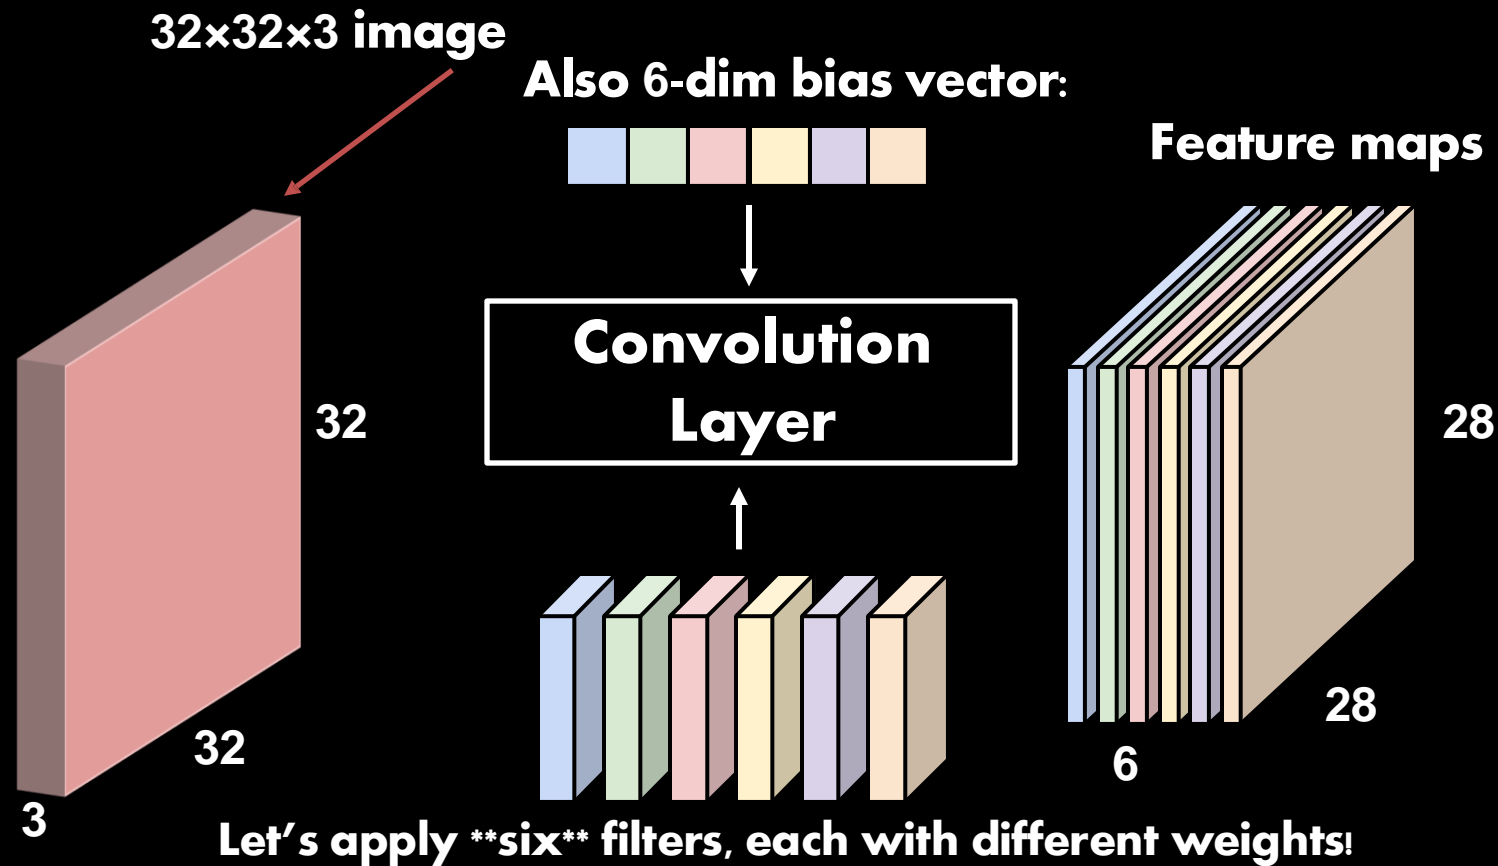 32×32×3 image
Also 6-dim bias vector:
Feature maps
Convolution
Layer
32
28
32
28
6
3
Let's apply **six** filters, each with different weights!